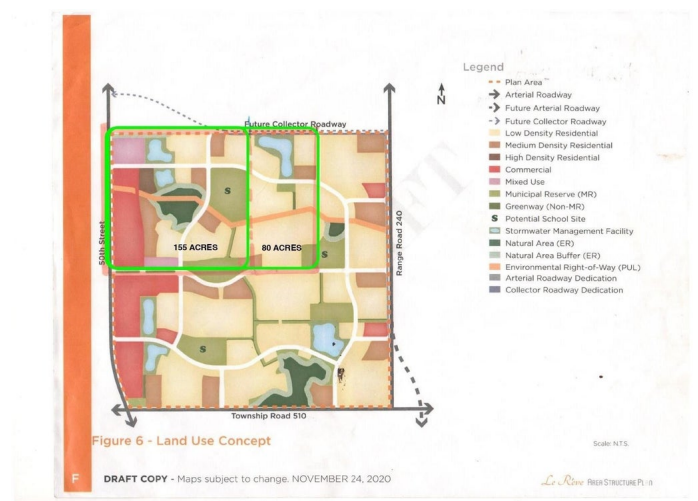 Legend
Plan Area
Arterial Roadway
Future Arterial Roadway
Future Collector Roadway
Low Density Residential
Medium Density Residential
High Density Residential
Commercial
Mixed Use
Municipal Reserve (MR)
Greenway (Non-MR)
S Potential School Site
Stormwater Management Facility
Natural Area (ER)
Natural Area Buffer (ER)
Environmental Right-of-Way (PUL)
Arterial Roadway Dedication
Collector Roadway Dedication
N
Future Collector Roadway
S
155 ACRES
80 ACRES
S
50th Street
Range Road 240
S
Township Road 510
Figure 6 - Land Use Concept
Scale: N.T.S.
F
DRAFT COPY - Maps subject to change. NOVEMBER 24, 2020
Le Rêve AREA STRUCTURE PLAN